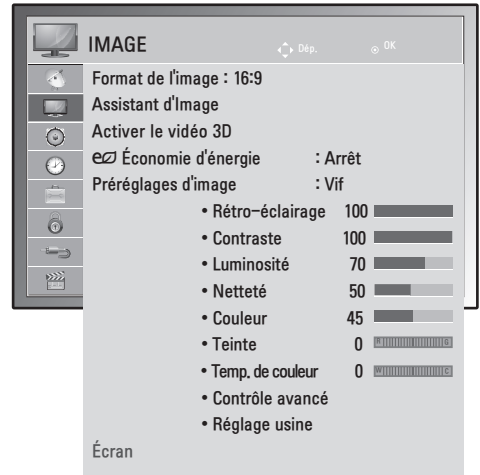 IMAGE Dép. OK
Format de l'image : 16:9
Assistant d'Image
Activer le vidéo 3D
Économie d'énergie : Arrêt
Préréglages d'image : Vif
• Rétro-éclairage 100
• Contraste 100
• Luminosité 70
• Netteté 50
• Couleur 45
• Teinte 0 R G
• Temp. de couleur 0 W C
• Contrôle avancé
• Réglage usine
Écran